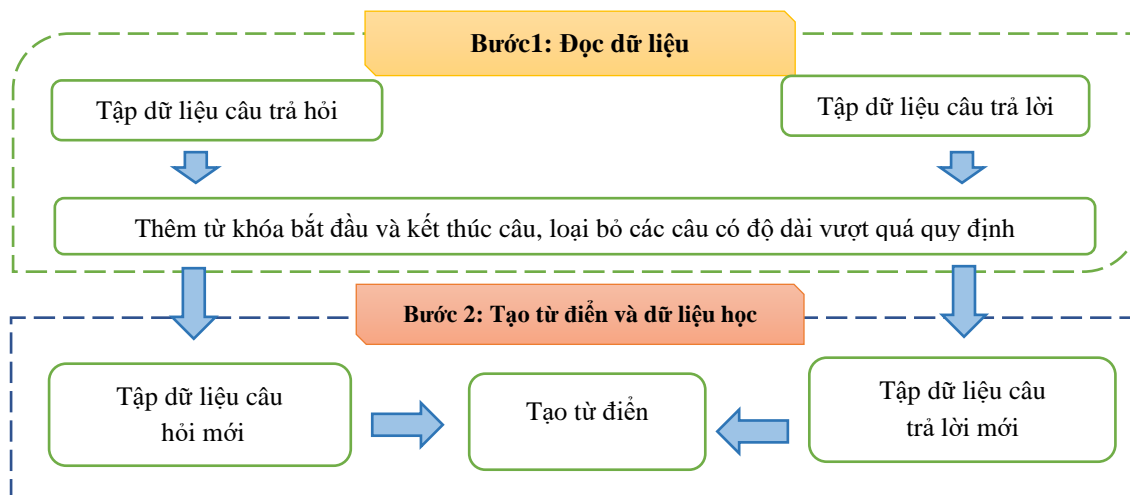 Bước1: Đọc dữ liệu
Tập dữ liệu câu trả hỏi
Tập dữ liệu câu trả lời
Thêm từ khóa bắt đầu và kết thúc câu, loại bỏ các câu có độ dài vượt quá quy định
Bước 2: Tạo từ điển và dữ liệu học
Tập dữ liệu câu
hỏi mới
Tạo từ điển
Tập dữ liệu câu
trả lời mới